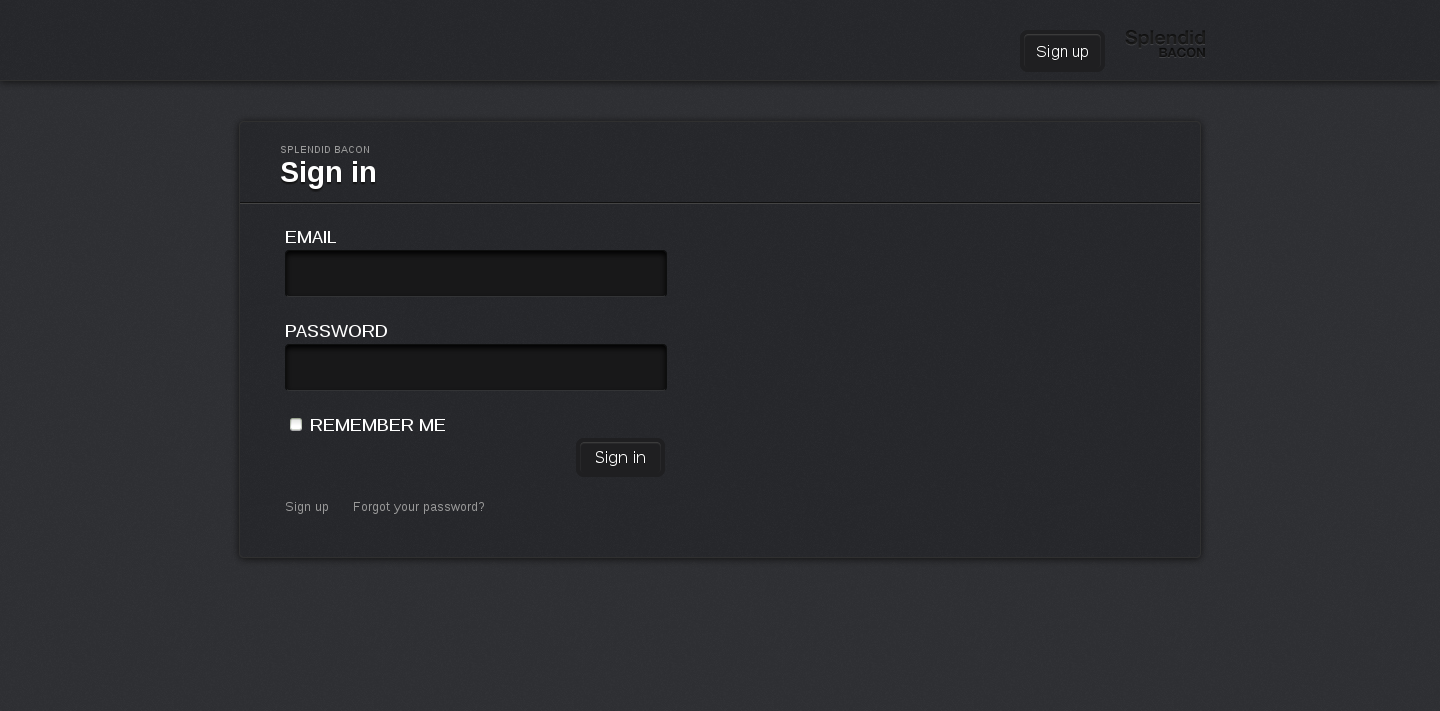 Sign up
Splendid
BACON
SPLENDID BACON
Sign in
EMAIL
PASSWORD
REMEMBER ME
Sign in
Sign up
Forgot your password?